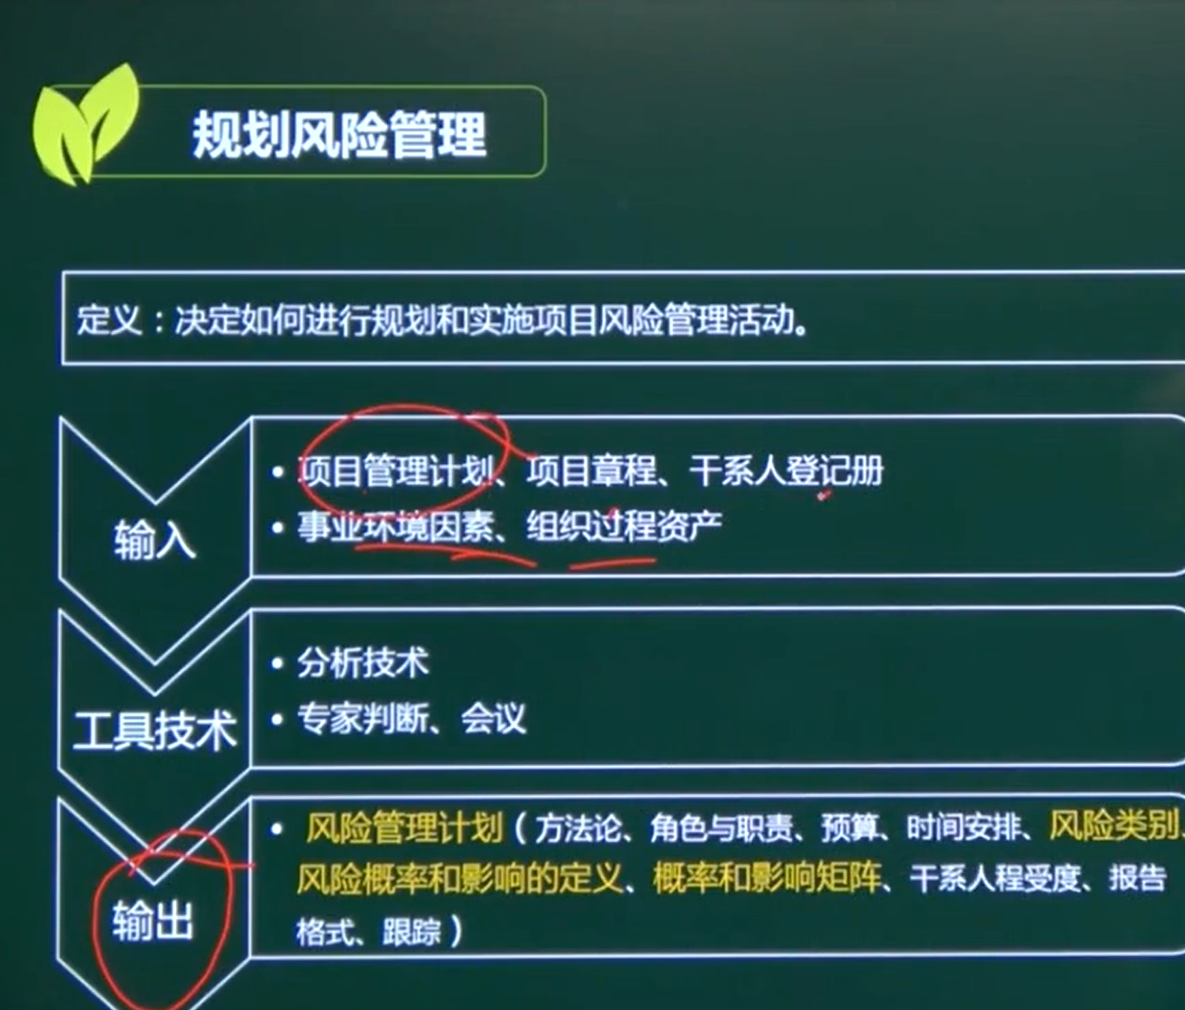 规划风险管理
定义：决定如何进行规划和实施项目风险管理活动。
输入
• 项目管理计划、项目章程、干系人登记册
• 事业环境因素、组织过程资产
工具技术
• 分析技术
• 专家判断、会议
输出
• 风险管理计划（方法论、角色与职责、预算、时间安排、风险类别、
风险概率和影响的定义、概率和影响矩阵、干系人程受度、报告
格式、跟踪）